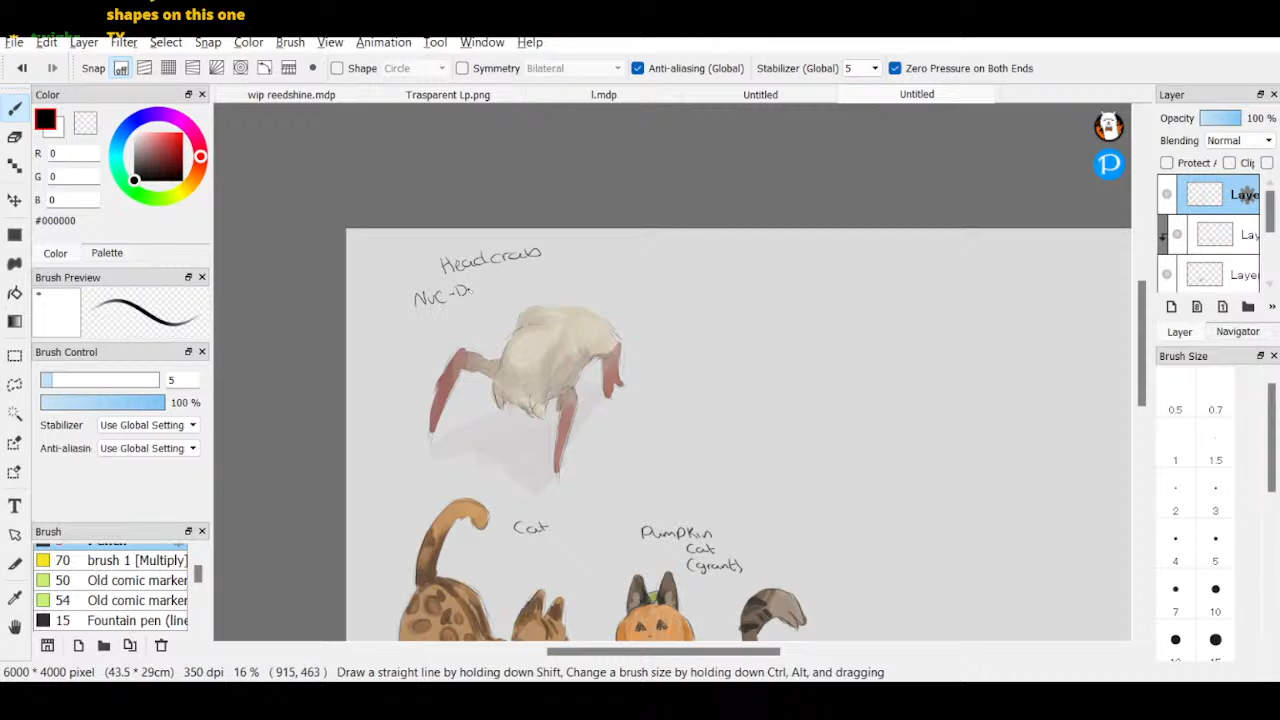 shapes on this one
File Edit Layer Filter Select Snap Color Brush View Animation Tool Window Help
Snap off Shape Circle Symmetry Bilateral Anti-aliasing (Global) Stabilizer (Global) 5 Zero Pressure on Both Ends
Color
wip reedshine.mdp Trasparent Lp.png l.mdp Untitled Untitled
Layer
Opacity 100 %
Blending Normal
R 0
G 0
B 0
#000000
Protect Clip
Laye
Lay
Layer
Color Palette
Brush Preview
Brush Control
5
100 %
Stabilizer Use Global Setting
Anti-aliasin Use Global Setting
Layer Navigator
Brush Size
0.5 0.7
1 1.5
2 3
4 5
7 10
Headcrab
NVC-D
Cat
Pumpkin
Cat
(grant)
Brush
70 brush 1 [Multiply]
50 Old comic marker
54 Old comic marker
15 Fountain pen (line
6000 * 4000 pixel (43.5 * 29cm) 350 dpi 16 % ( 915, 463 ) Draw a straight line by holding down Shift, Change a brush size by holding down Ctrl, Alt, and dragging